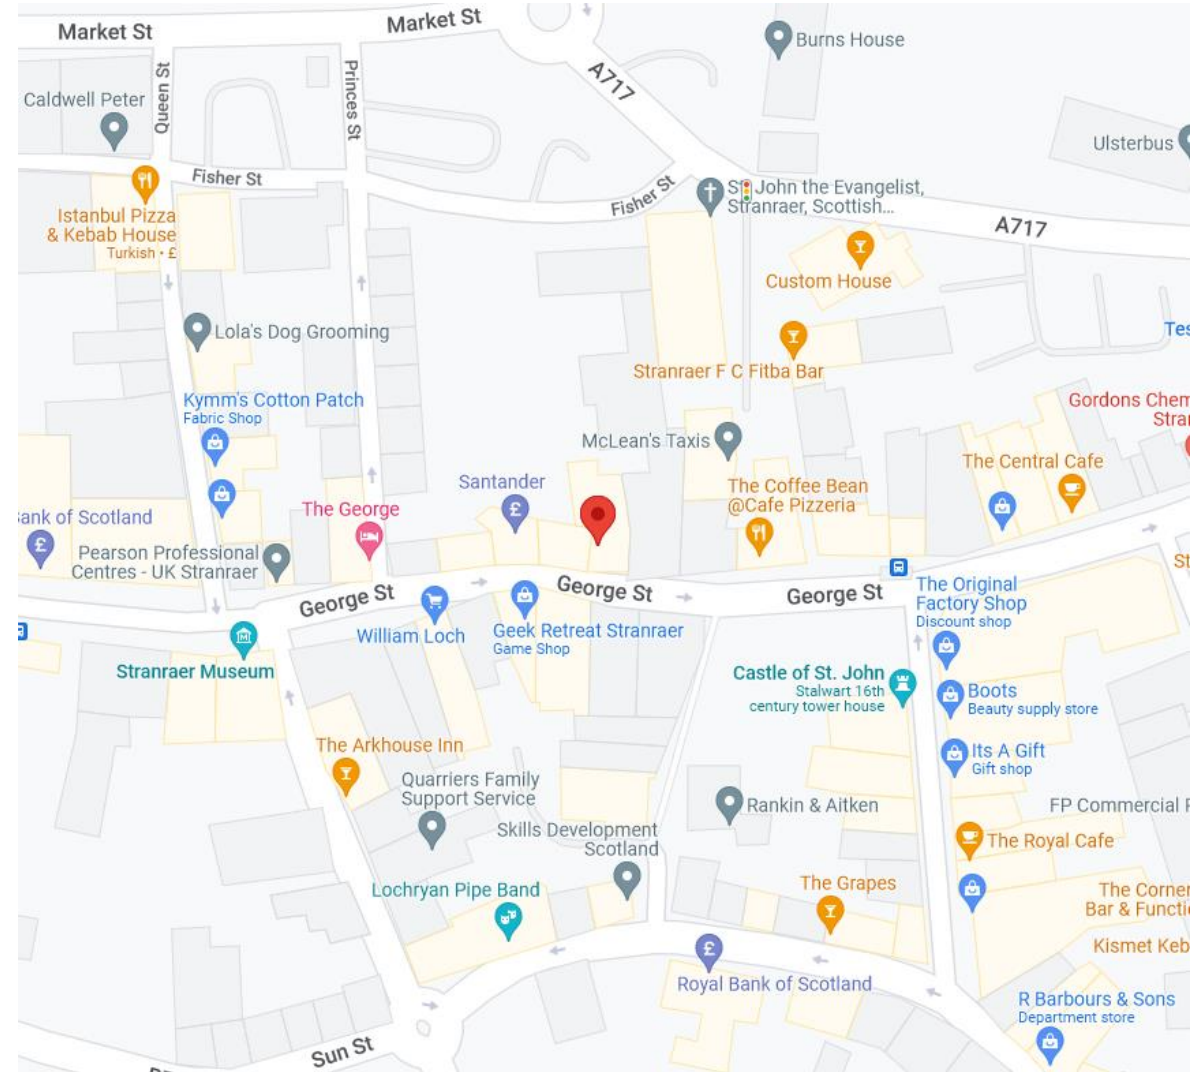 Market St
Market St
Burns House
A717
Queen St
Princes St
Caldwell Peter
Ulsterbus
Fisher St
Fisher St
St John the Evangelist,
Stranraer, Scottish...
Istanbul Pizza
& Kebab House
Turkish · £
A717
Custom House
Lola's Dog Grooming
Tes
Stranraer F C Fitba Bar
Kymm's Cotton Patch
Fabric Shop
Gordons Chem
Stra
McLean's Taxis
The Central Cafe
Santander
The Coffee Bean
@Cafe Pizzeria
The George
ank of Scotland
Pearson Professional
Centres - UK Stranraer
St
George St
George St
George St
The Original
Factory Shop
Discount shop
William Loch
Geek Retreat Stranraer
Game Shop
Stranraer Museum
Castle of St. John
Stalwart 16th
century tower house
Boots
Beauty supply store
The Arkhouse Inn
Its A Gift
Gift shop
Quarriers Family
Support Service
Rankin & Aitken
FP Commercial
Skills Development
Scotland
The Royal Cafe
Lochryan Pipe Band
The Grapes
The Corner
Bar & Functi
Kismet Keb
Royal Bank of Scotland
R Barbours & Sons
Department store
Sun St